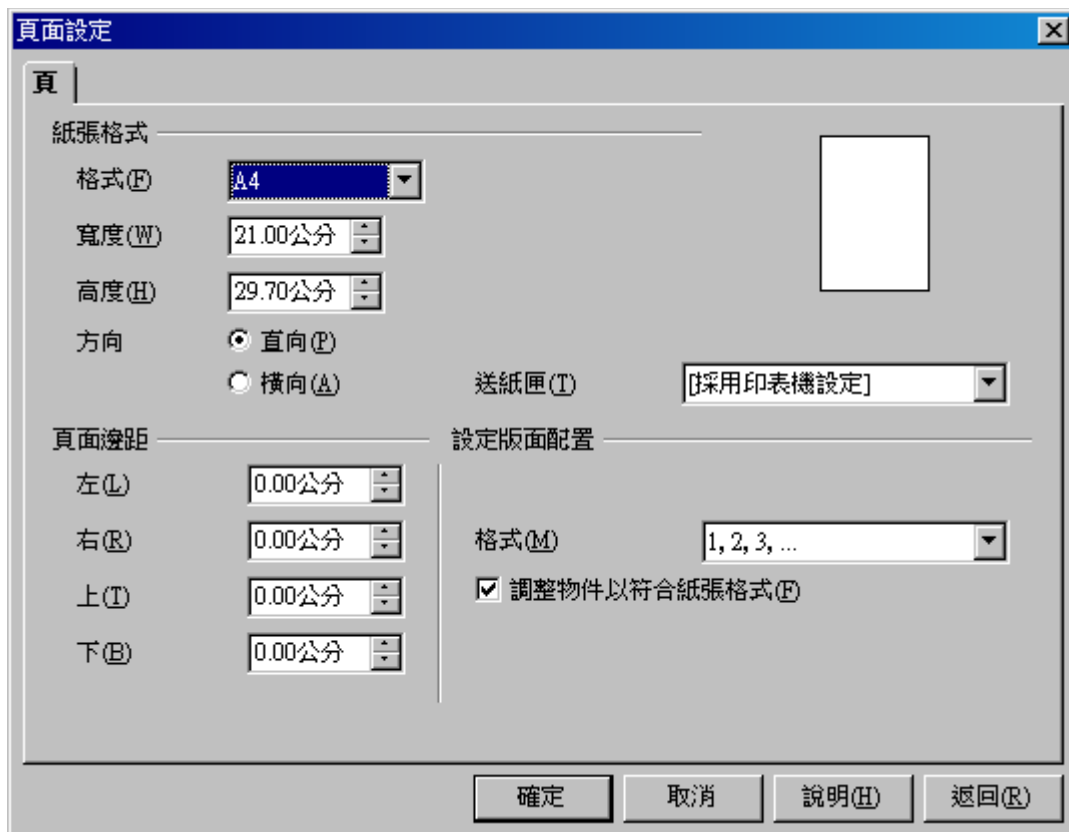 頁面設定
頁
紙張格式
格式(F) A4
寬度(W) 21.00公分
高度(H) 29.70公分
方向 直向(P)
橫向(A) 送紙匣(T) [採用印表機設定]
頁面邊距 設定版面配置
左(L) 0.00公分
右(R) 0.00公分 格式(M) 1, 2, 3, ...
上(T) 0.00公分 調整物件以符合紙張格式(F)
下(B) 0.00公分
確定 取消 說明(H) 返回(R)